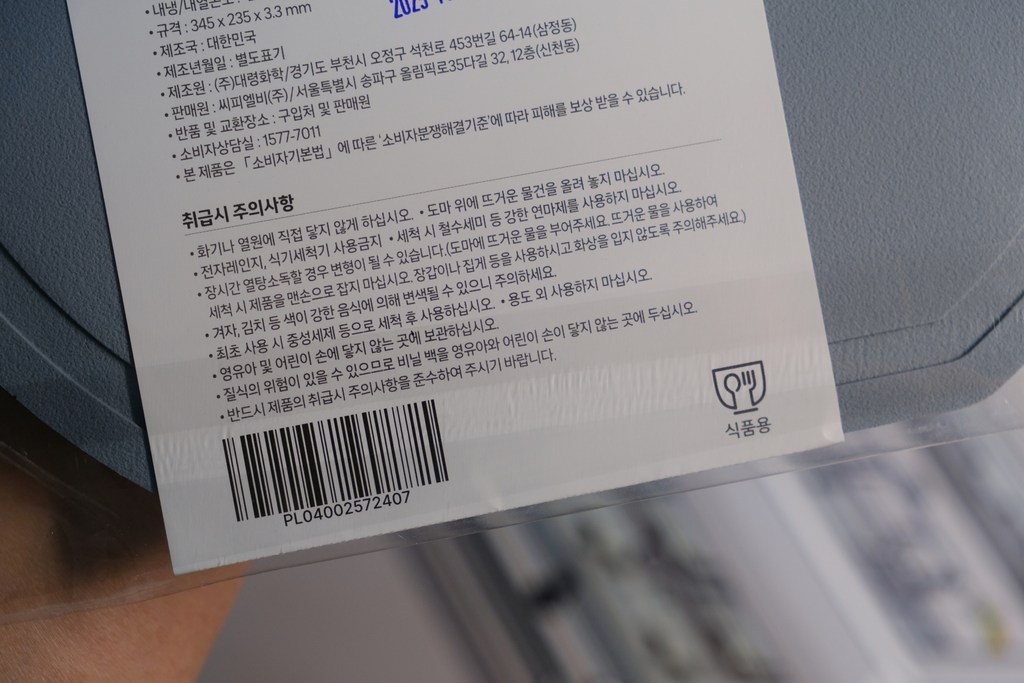 • 내냉/내열온도 :
2023
• 규격 : 345 x 235 x 3.3 mm
• 제조국 : 대한민국
• 제조년월일 : 별도표기
• 제조원 : (주)대령화학/경기도 부천시 오정구 석천로 453번길 64-14(삼정동)
• 판매원 : 씨피엘비(주)/서울특별시 송파구 올림픽로35다길 32, 12층(신천동)
• 반품 및 교환장소 : 구입처 및 판매원
• 소비자상담실 : 1577-7011
• 본 제품은 「소비자기본법」에 따른 '소비자분쟁해결기준'에 따라 피해를 보상 받을 수 있습니다.
취급시 주의사항
• 화기나 열원에 직접 닿지 않게 하십시오. • 도마 위에 뜨거운 물건을 올려 놓지 마십시오.
• 전자레인지, 식기세척기 사용금지 • 세척 시 철수세미 등 강한 연마제를 사용하지 마십시오.
• 장시간 열탕소독할 경우 변형이 될 수 있습니다.(도마에 뜨거운 물을 부어주세요. 뜨거운 물을 사용하여
세척 시 제품을 맨손으로 잡지 마십시오. 장갑이나 집게 등을 사용하시고 화상을 입지 않도록 주의해주세요.)
• 겨자, 김치 등 색이 강한 음식에 의해 변색될 수 있으니 주의하세요.
• 최초 사용 시 중성세제 등으로 세척 후 사용하십시오. • 용도 외 사용하지 마십시오.
• 영유아 및 어린이 손에 닿지 않는 곳에 보관하십시오.
• 질식의 위험이 있을 수 있으므로 비닐 백을 영유아와 어린이 손이 닿지 않는 곳에 두십시오.
• 반드시 제품의 취급시 주의사항을 준수하여 주시기 바랍니다.
PL04002572407
식품용